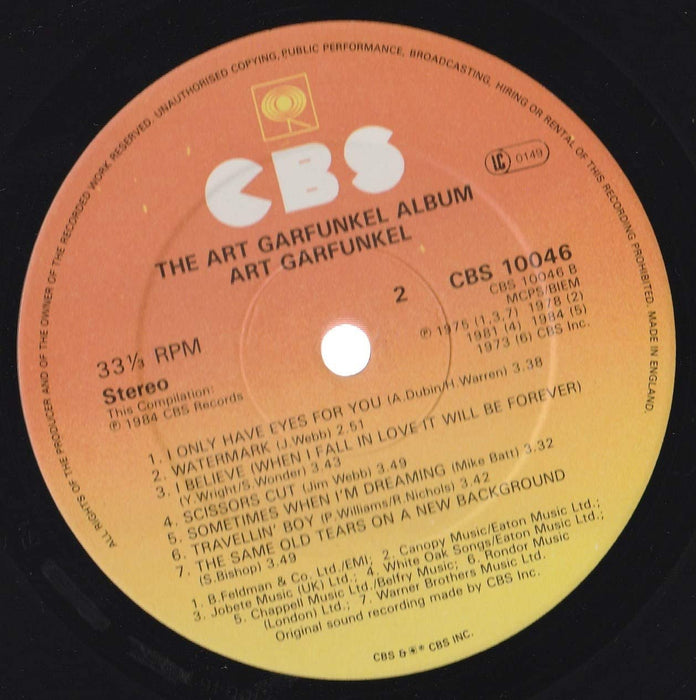 ALL RIGHTS OF THE PRODUCER AND OF THE OWNER OF THE RECORDED WORK RESERVED. UNAUTHORISED COPYING, PUBLIC PERFORMANCE, BROADCASTING, HIRING OR RENTAL OF THIS RECORDING PROHIBITED. MADE IN ENGLAND.
CBS
LC 0149
THE ART GARFUNKEL ALBUM
ART GARFUNKEL
2
CBS 10046
CBS 10046 B
MCPS/BIEM
℗ 1975 (1,3,7) 1978 (2)
1981 (4) 1984 (5)
1973 (6) CBS Inc.
33⅓ RPM
Stereo
This Compilation:
℗ 1984 CBS Records
1. I ONLY HAVE EYES FOR YOU (A.Dubin/H.Warren) 3.38
2. WATERMARK (J.Webb) 2.51
3. I BELIEVE (WHEN I FALL IN LOVE IT WILL BE FOREVER)
(Y.Wright/S.Wonder) 3.43
4. SCISSORS CUT (Jim Webb) 3.49
5. SOMETIMES WHEN I'M DREAMING (Mike Batt) 3.32
6. TRAVELLIN' BOY (P.Williams/R.Nichols) 3.42
7. THE SAME OLD TEARS ON A NEW BACKGROUND
(S.Bishop) 3.49
1. B.Feldman & Co. Ltd./EMI; 2. Canopy Music/Eaton Music Ltd.;
3. Jobete Music (UK) Ltd.; 4. White Oak Songs/Eaton Music Ltd.;
5. Chappell Music Ltd./Belfry Music; 6. Rondor Music
(London) Ltd.; 7. Warner Brothers Music Ltd.
Original sound recording made by CBS Inc.
CBS & ® CBS INC.